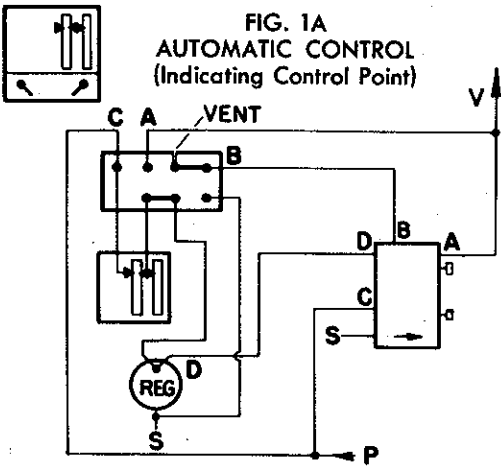 FIG. 1A
AUTOMATIC CONTROL
(Indicating Control Point)
V
C A VENT
B
D B A
C
S
D
REG
S
P